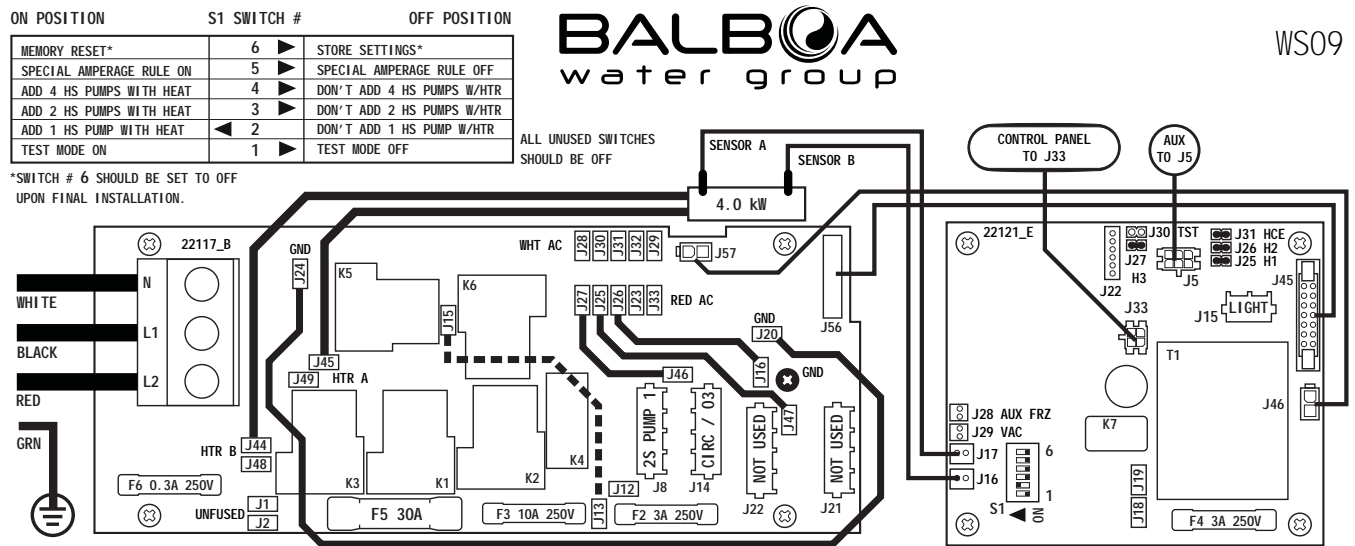 ON POSITION S1 SWITCH # OFF POSITION
MEMORY RESET* 6 ▶ STORE SETTINGS*
SPECIAL AMPERAGE RULE ON 5 ▶ SPECIAL AMPERAGE RULE OFF
ADD 4 HS PUMPS WITH HEAT 4 ▶ DON'T ADD 4 HS PUMPS W/HTR
ADD 2 HS PUMPS WITH HEAT 3 ▶ DON'T ADD 2 HS PUMPS W/HTR
ADD 1 HS PUMP WITH HEAT ◀ 2 DON'T ADD 1 HS PUMP W/HTR
TEST MODE ON 1 ▶ TEST MODE OFF
*SWITCH # 6 SHOULD BE SET TO OFF
UPON FINAL INSTALLATION.
ALL UNUSED SWITCHES
SHOULD BE OFF
BALBOA
water group
WS09
SENSOR A
SENSOR B
4.0 kW
CONTROL PANEL
TO J33
AUX
TO J5
22117_B
N
L1
L2
WHITE
BLACK
RED
GRN
GND
J24
K5
K6
J15
WHT AC
J28
J30
J31
J32
J29
J57
J27
J25
J26
J23
J33
RED AC
GND
J20
J56
J45
J49 HTR A
J46
J16
GND
J47
HTR B
J44
J48
K3
K1
K2
K4
2S PUMP 1
J8
CIRC / O3
J14
NOT USED
J22
NOT USED
J21
F6 0.3A 250V
UNFUSED
J1
J2
F5 30A
F3 10A 250V
J13
J12
F2 3A 250V
22121_E
J30 TST
J27
H3
J22
J5
J31 HCE
J26 H2
J25 H1
J45
J33
J15
LIGHT
T1
J46
K7
J28 AUX FRZ
J29 VAC
J17
J16
6
1
S1
ON
J19
J18
F4 3A 250V